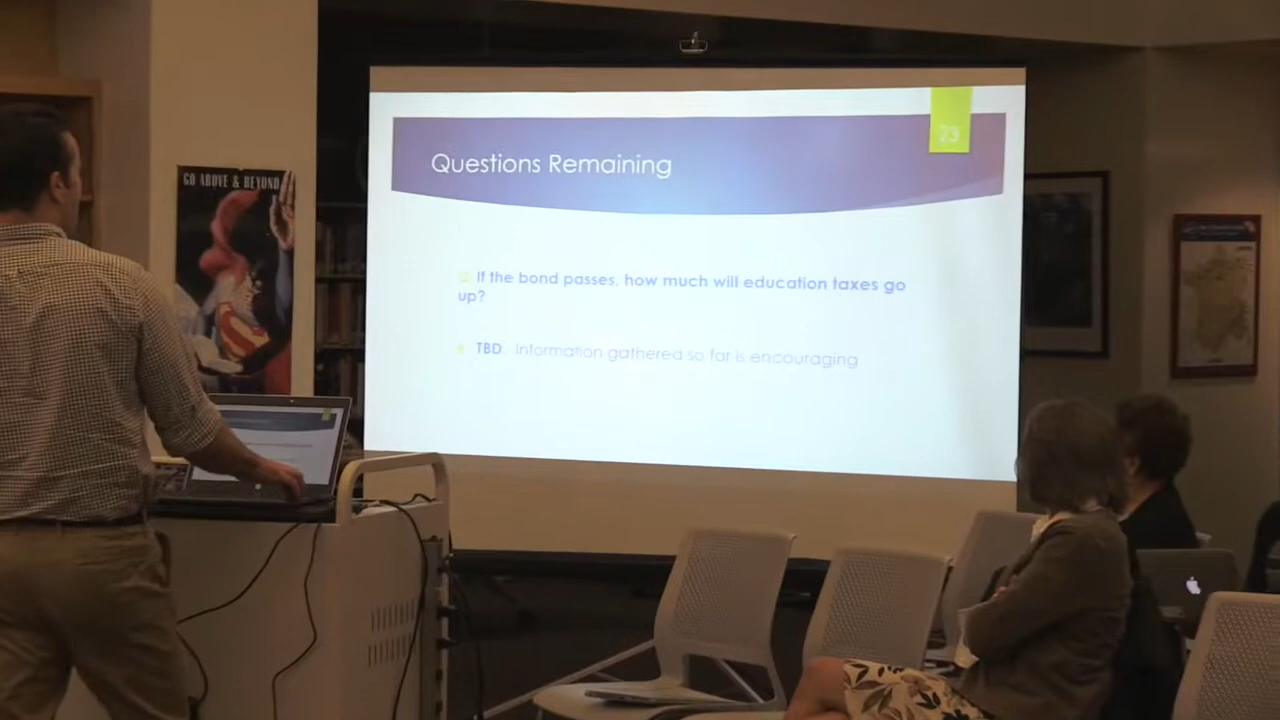 23
Questions Remaining
GO ABOVE & BEYOND
If the bond passes, how much will education taxes go
up?
TBD Information gathered so far is encouraging